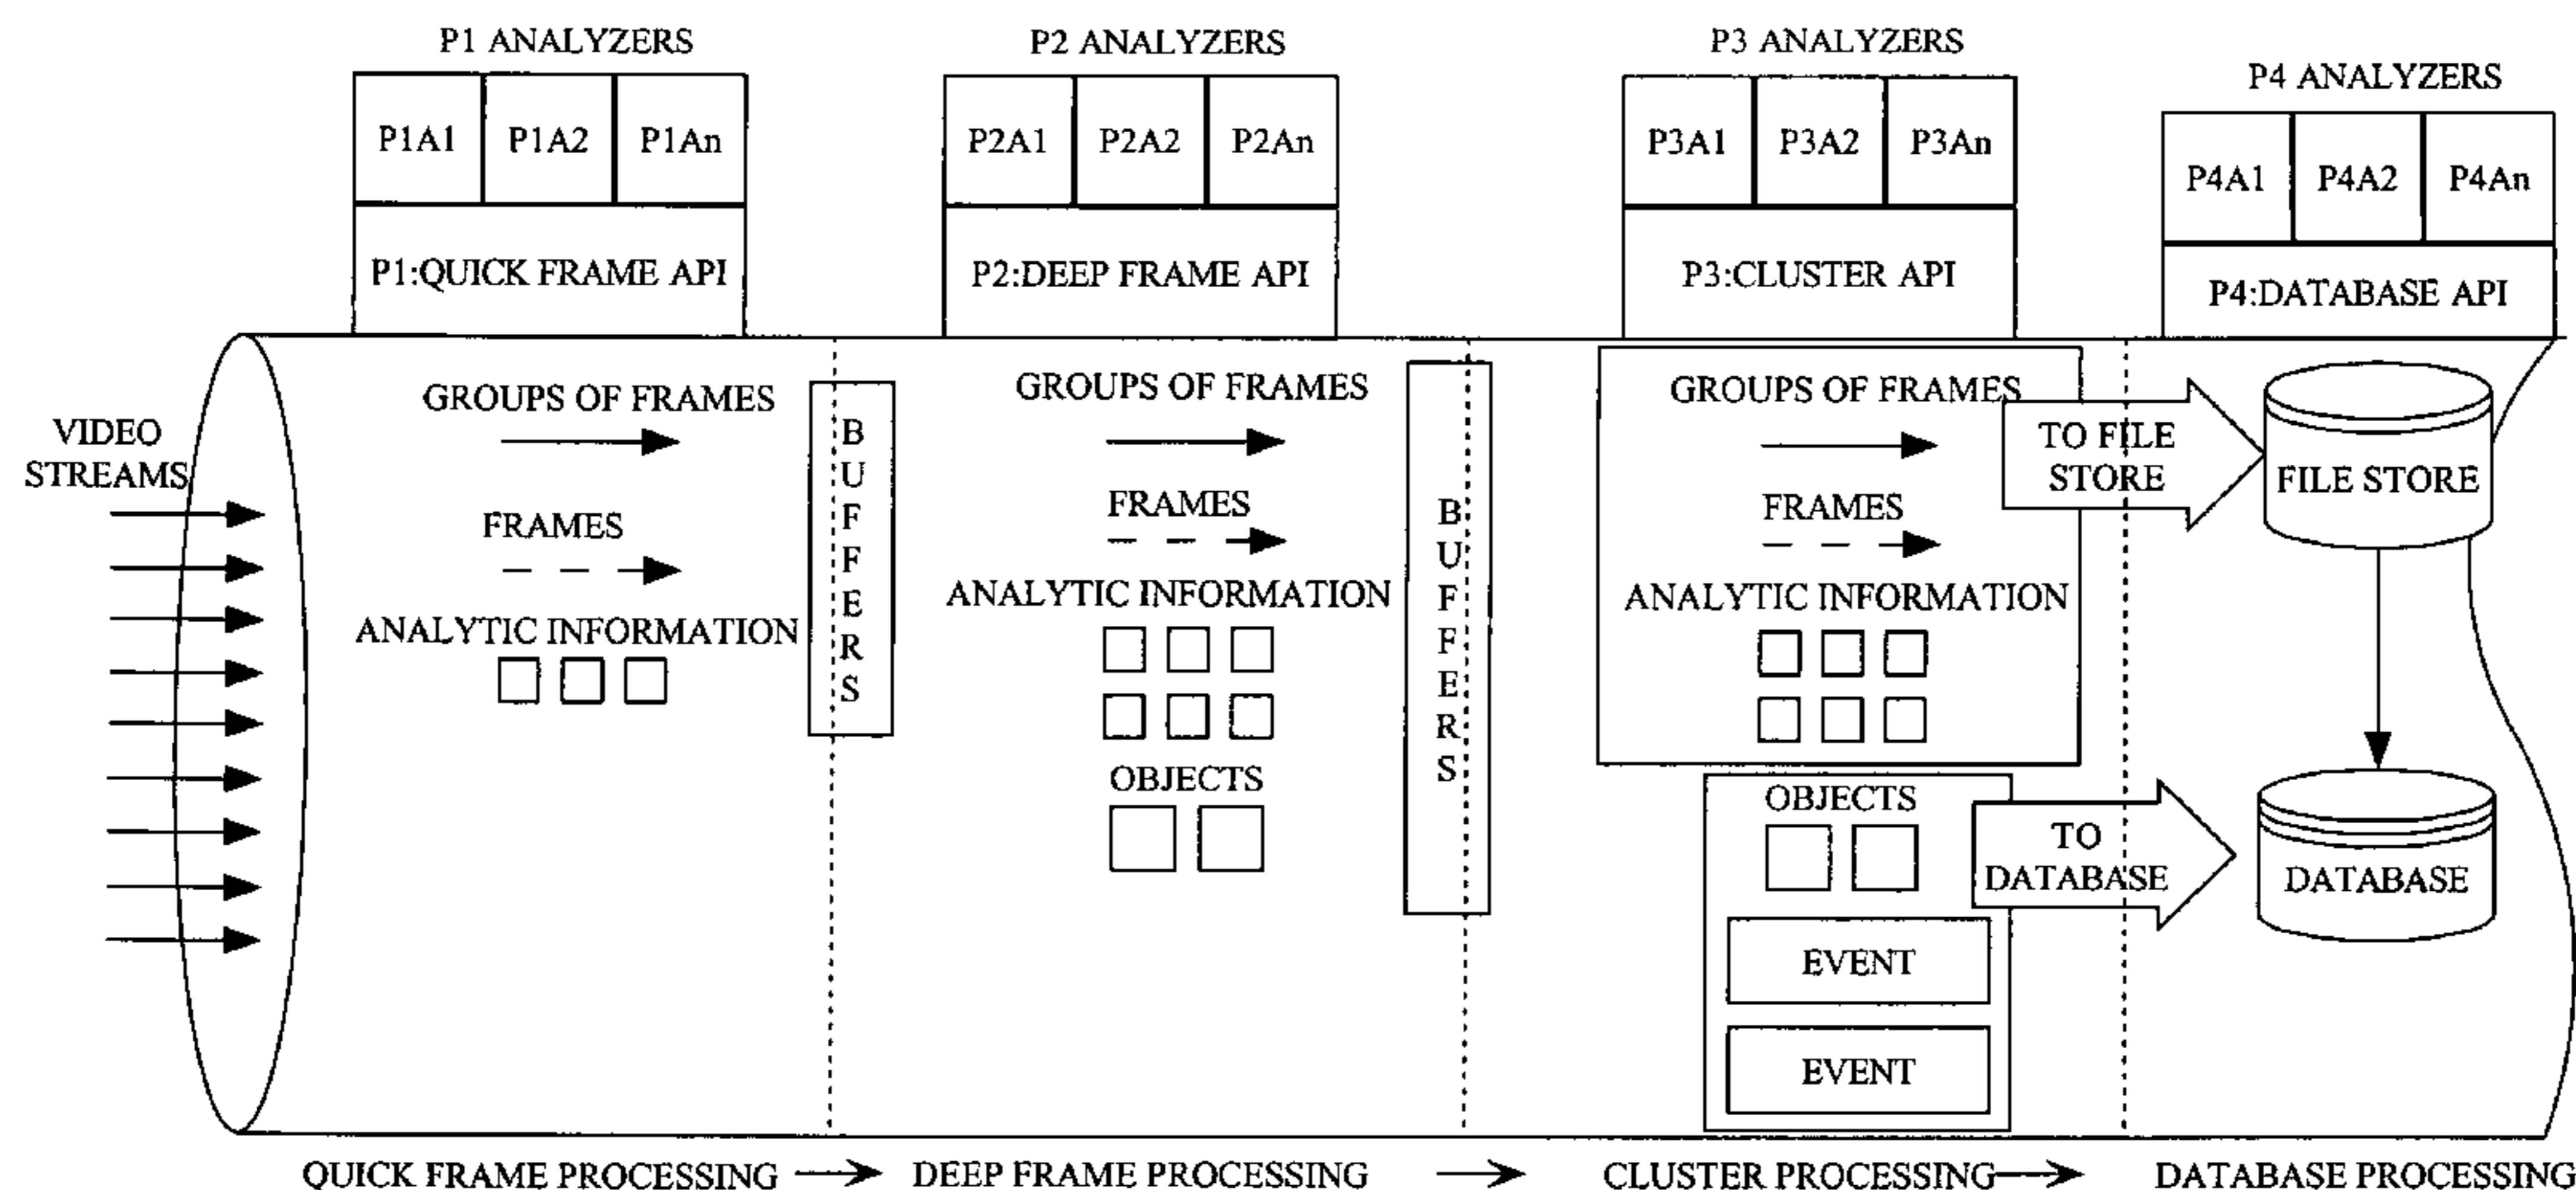 P1 ANALYZERS
P1A1
P1A2
P1An
P1:QUICK FRAME API
P2 ANALYZERS
P2A1
P2A2
P2An
P2:DEEP FRAME API
P3 ANALYZERS
P3A1
P3A2
P3An
P3:CLUSTER API
P4 ANALYZERS
P4A1
P4A2
P4An
P4:DATABASE API
VIDEO
STREAMS
GROUPS OF FRAMES
FRAMES
ANALYTIC INFORMATION
BUFFERS
GROUPS OF FRAMES
FRAMES
ANALYTIC INFORMATION
OBJECTS
BUFFERS
GROUPS OF FRAMES
FRAMES
ANALYTIC INFORMATION
OBJECTS
EVENT
EVENT
TO FILE
STORE
FILE STORE
TO
DATABASE
DATABASE
QUICK FRAME PROCESSING
DEEP FRAME PROCESSING
CLUSTER PROCESSING
DATABASE PROCESSING